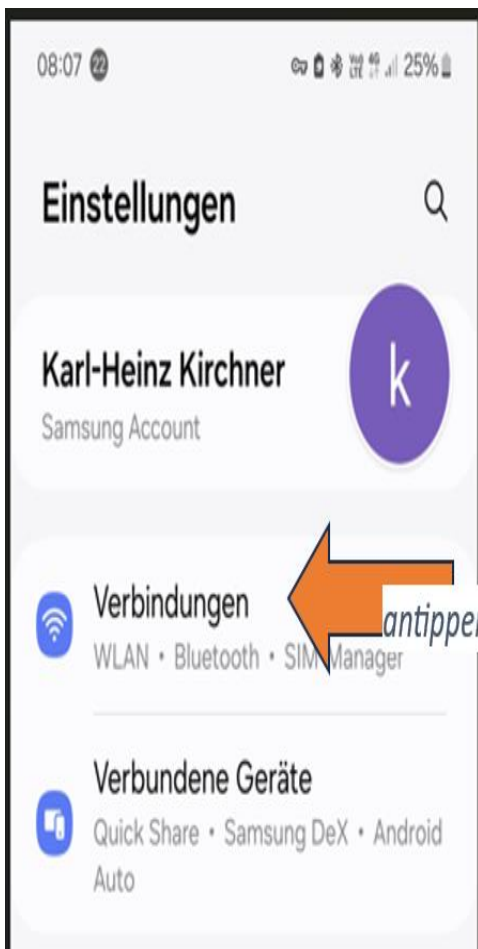 08:07 22 25%
Einstellungen
Karl-Heinz Kirchner
k
Samsung Account
Verbindungen
antippen
WLAN • Bluetooth • SIM-Manager
Verbundene Geräte
Quick Share • Samsung DeX • Android
Auto